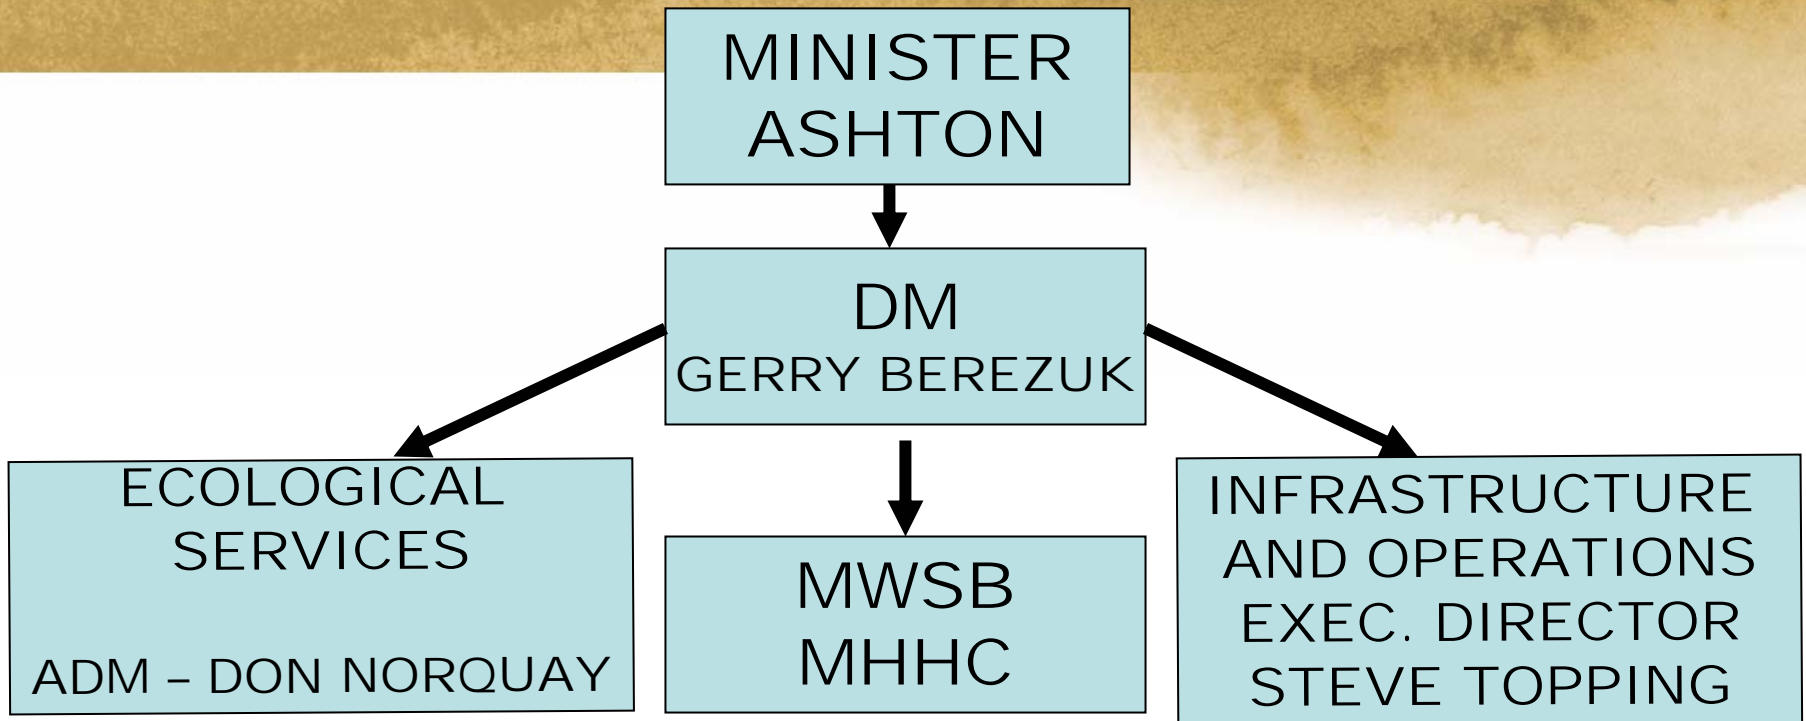 MINISTER
ASHTON
DM
GERRY BEREZUK
ECOLOGICAL
SERVICES
ADM – DON NORQUAY
MWSB
MHHC
INFRASTRUCTURE
AND OPERATIONS
EXEC. DIRECTOR
STEVE TOPPING